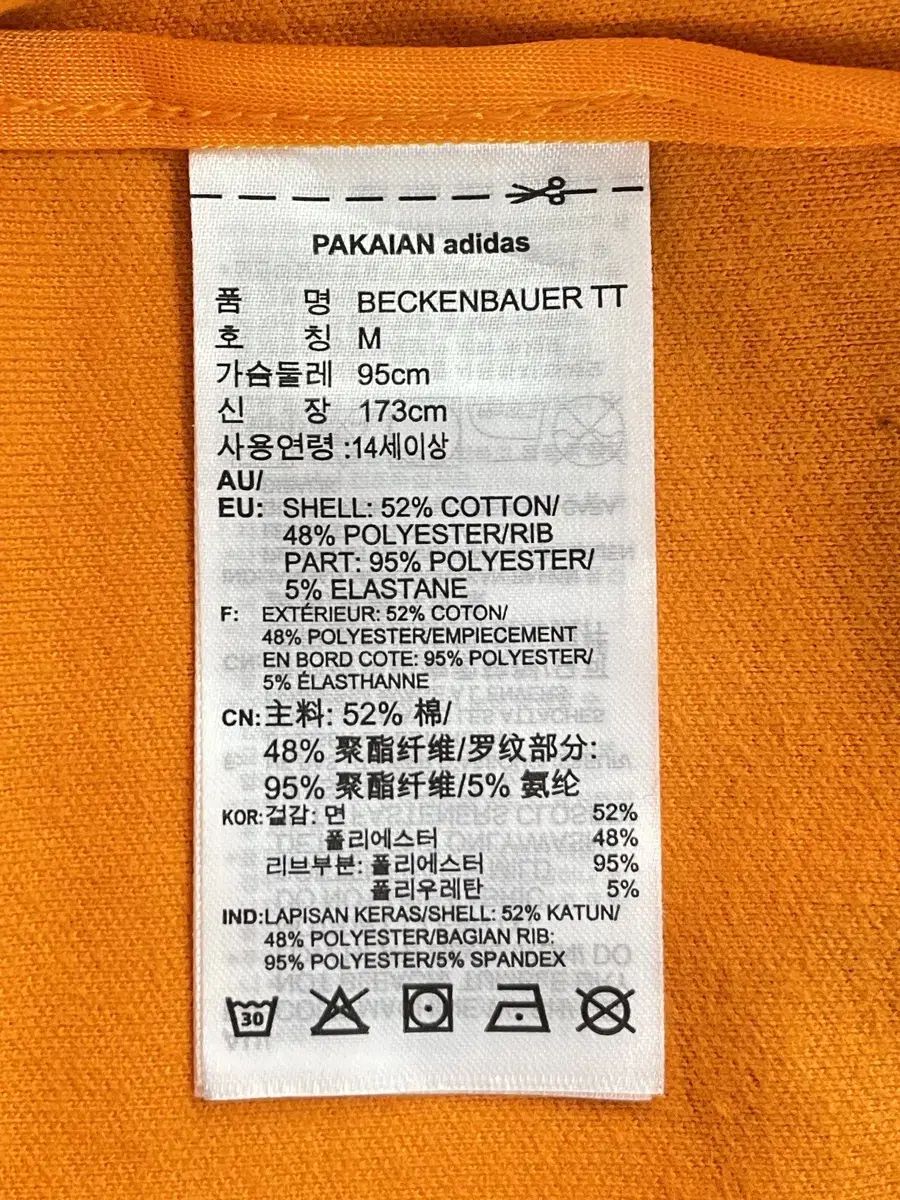 PAKAIAN adidas
품 명 BECKENBAUER TT
호 칭 M
가슴둘레 95cm
신 장 173cm
사용연령 :14세이상
AU/
EU: SHELL: 52% COTTON/
48% POLYESTER/RIB
PART: 95% POLYESTER/
5% ELASTANE
F: EXTÉRIEUR: 52% COTON/
48% POLYESTER/EMPIECEMENT
EN BORD COTE: 95% POLYESTER/
5% ÉLASTHANNE
CN: 主料: 52% 棉/
48% 聚酯纤维/罗纹部分:
95% 聚酯纤维/5% 氨纶
KOR: 겉감: 면 52%
폴리에스터 48%
리브부분: 폴리에스터 95%
폴리우레탄 5%
IND: LAPISAN KERAS/SHELL: 52% KATUN/
48% POLYESTER/BAGIAN RIB:
95% POLYESTER/5% SPANDEX
30